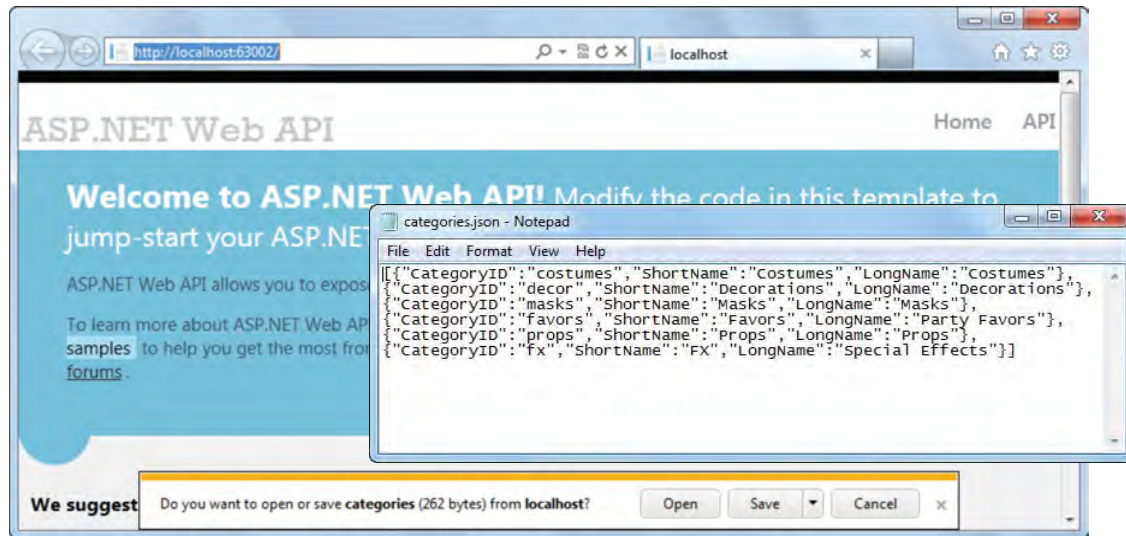 http://localhost:63002/
localhost
ASP.NET Web API
Home API
Welcome to ASP.NET Web API! Modify the code in this template to
jump-start your ASP.NET
ASP.NET Web API allows you to expose
To learn more about ASP.NET Web AP
samples to help you get the most from
forums.
categories.json - Notepad
File Edit Format View Help
[{"CategoryID":"costumes","ShortName":"Costumes","LongName":"Costumes"},
{"CategoryID":"decor","ShortName":"Decorations","LongName":"Decorations"},
{"CategoryID":"masks","ShortName":"Masks","LongName":"Masks"},
{"CategoryID":"favors","ShortName":"Favors","LongName":"Party Favors"},
{"CategoryID":"props","ShortName":"Props","LongName":"Props"},
{"CategoryID":"fx","ShortName":"FX","LongName":"Special Effects"}]
We suggest
Do you want to open or save categories (262 bytes) from localhost?
Open Save Cancel